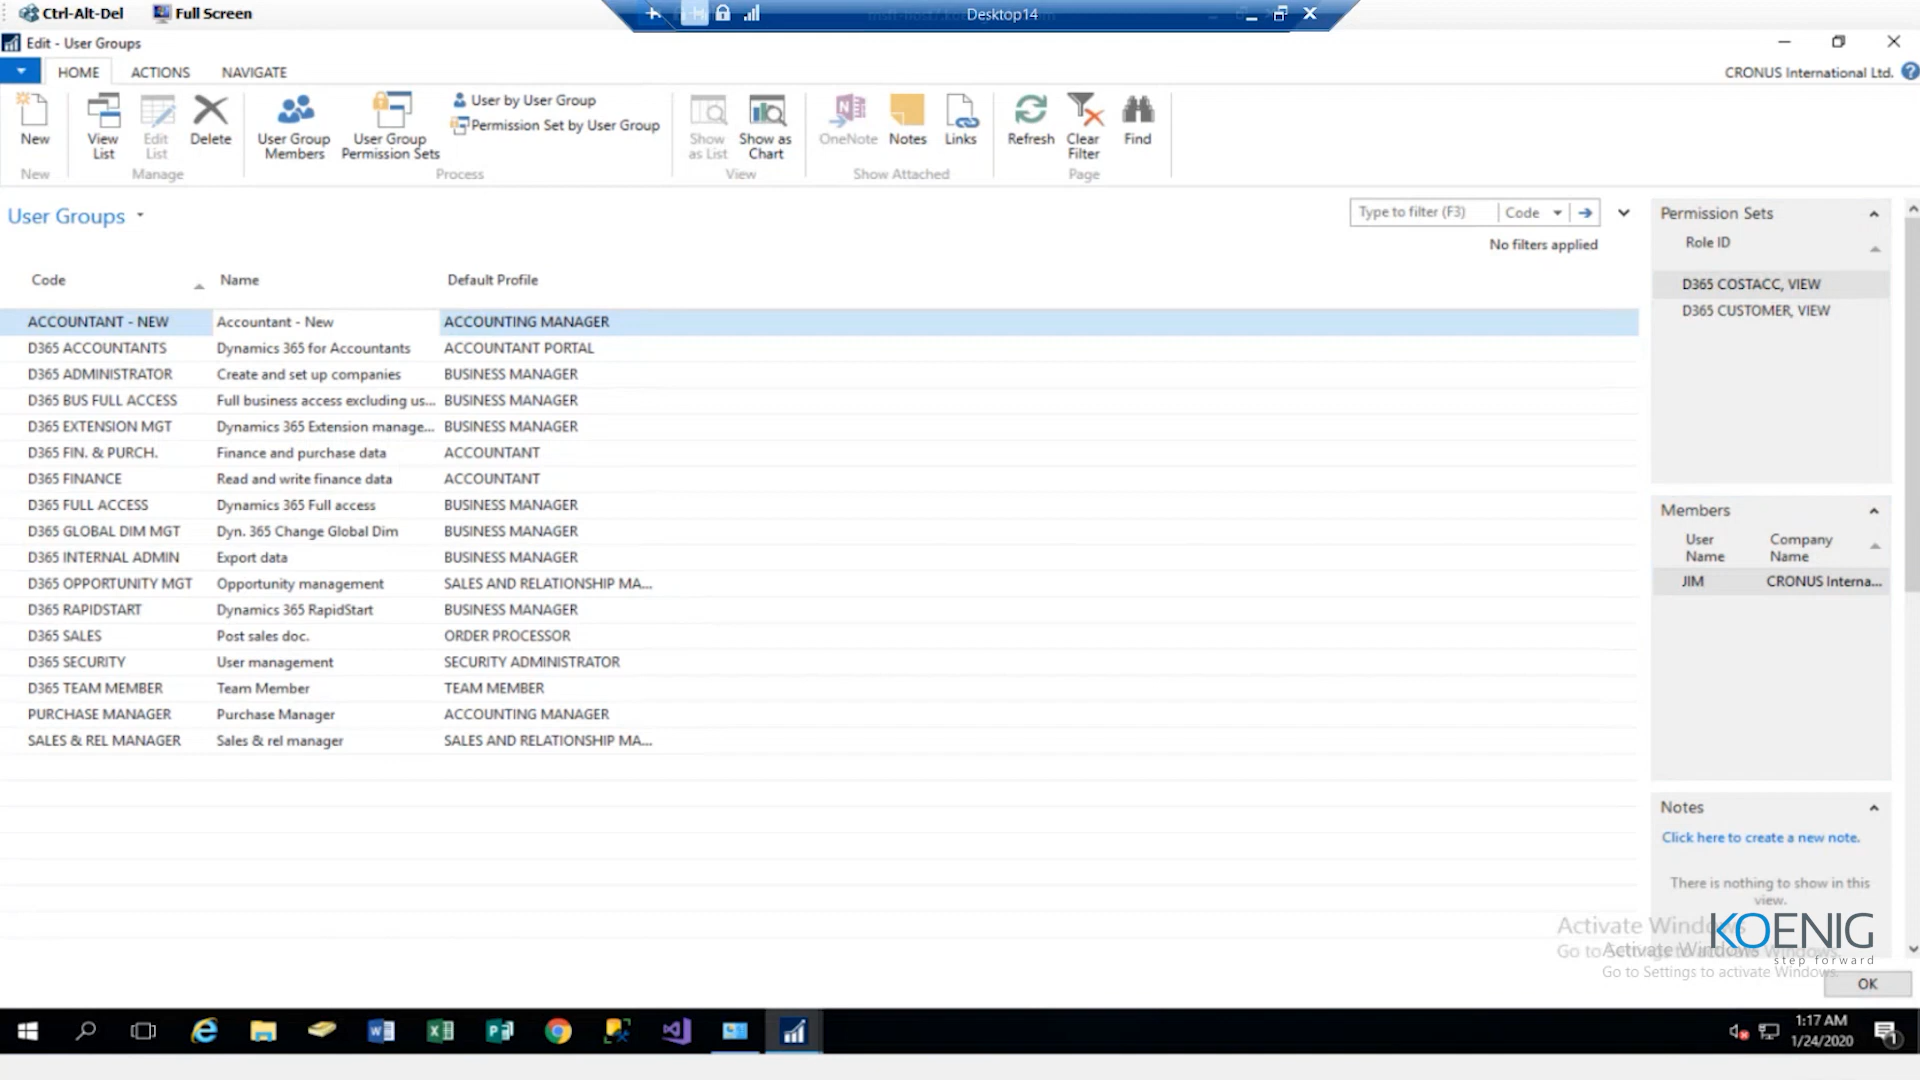 Ctrl-Alt-Del Full Screen Desktop14
Edit - User Groups
HOME ACTIONS NAVIGATE CRONUS International Ltd.
New View List Edit List Delete User Group Members User Group Permission Sets User by User Group Permission Set by User Group Show as List Show as Chart OneNote Notes Links Refresh Clear Filter Find
New Manage Process View Show Attached Page
User Groups Type to filter (F3) Code
No filters applied
Code Name Default Profile
ACCOUNTANT - NEW Accountant - New ACCOUNTING MANAGER
D365 ACCOUNTANTS Dynamics 365 for Accountants ACCOUNTANT PORTAL
D365 ADMINISTRATOR Create and set up companies BUSINESS MANAGER
D365 BUS FULL ACCESS Full business access excluding us... BUSINESS MANAGER
D365 EXTENSION MGT Dynamics 365 Extension manage... BUSINESS MANAGER
D365 FIN. & PURCH. Finance and purchase data ACCOUNTANT
D365 FINANCE Read and write finance data ACCOUNTANT
D365 FULL ACCESS Dynamics 365 Full access BUSINESS MANAGER
D365 GLOBAL DIM MGT Dyn. 365 Change Global Dim BUSINESS MANAGER
D365 INTERNAL ADMIN Export data BUSINESS MANAGER
D365 OPPORTUNITY MGT Opportunity management SALES AND RELATIONSHIP MA...
D365 RAPIDSTART Dynamics 365 RapidStart BUSINESS MANAGER
D365 SALES Post sales doc. ORDER PROCESSOR
D365 SECURITY User management SECURITY ADMINISTRATOR
D365 TEAM MEMBER Team Member TEAM MEMBER
PURCHASE MANAGER Purchase Manager ACCOUNTING MANAGER
SALES & REL MANAGER Sales & rel manager SALES AND RELATIONSHIP MA...
Permission Sets
Role ID
D365 COSTACC, VIEW
D365 CUSTOMER, VIEW
Members
User Name Company Name
JIM CRONUS Interna...
Notes
Click here to create a new note.
There is nothing to show in this
view.
Activate Windows
KOENIG
step forward
Activate Windows
Go to Settings to activate Windows.
OK
1:17 AM
1/24/2020